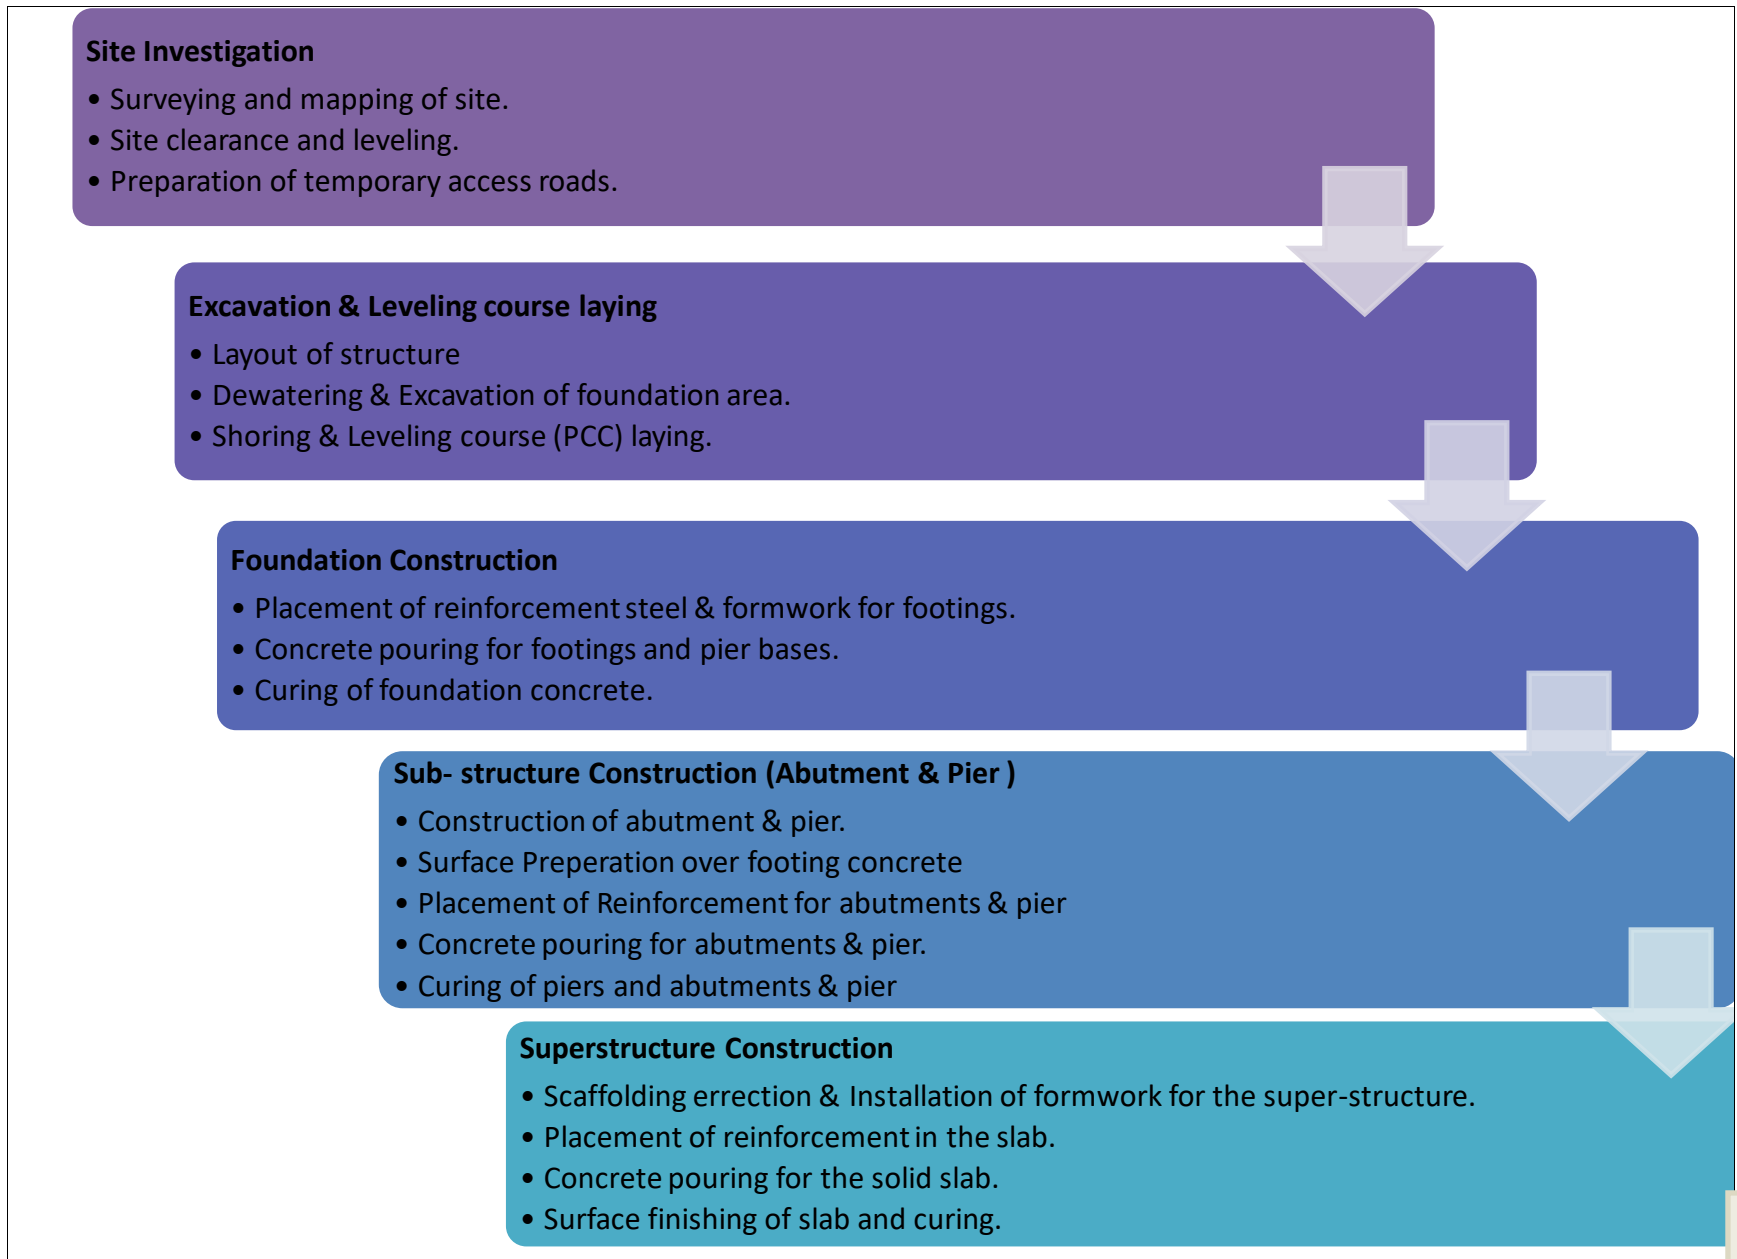 Site Investigation
• Surveying and mapping of site.
• Site clearance and leveling.
• Preparation of temporary access roads.
Excavation & Leveling course laying
• Layout of structure
• Dewatering & Excavation of foundation area.
• Shoring & Leveling course (PCC) laying.
Foundation Construction
• Placement of reinforcement steel & formwork for footings.
• Concrete pouring for footings and pier bases.
• Curing of foundation concrete.
Sub- structure Construction (Abutment & Pier )
• Construction of abutment & pier.
• Surface Preperation over footing concrete
• Placement of Reinforcement for abutments & pier
• Concrete pouring for abutments & pier.
• Curing of piers and abutments & pier
Superstructure Construction
• Scaffolding errection & Installation of formwork for the super-structure.
• Placement of reinforcement in the slab.
• Concrete pouring for the solid slab.
• Surface finishing of slab and curing.